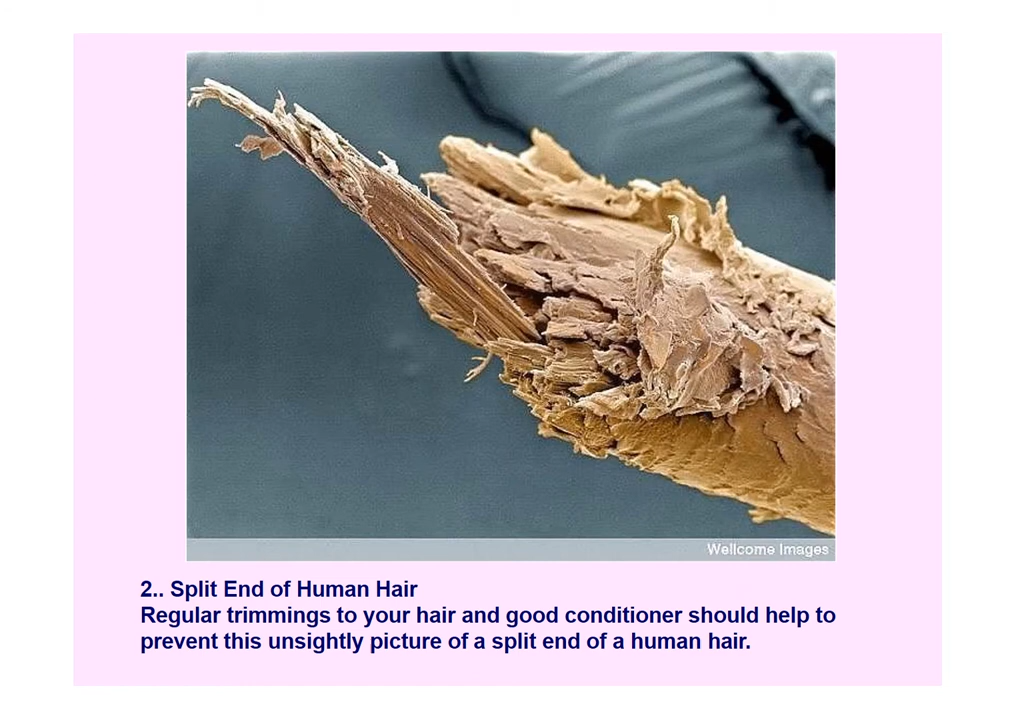 Wellcome Images
2.. Split End of Human Hair
Regular trimmings to your hair and good conditioner should help to
prevent this unsightly picture of a split end of a human hair.